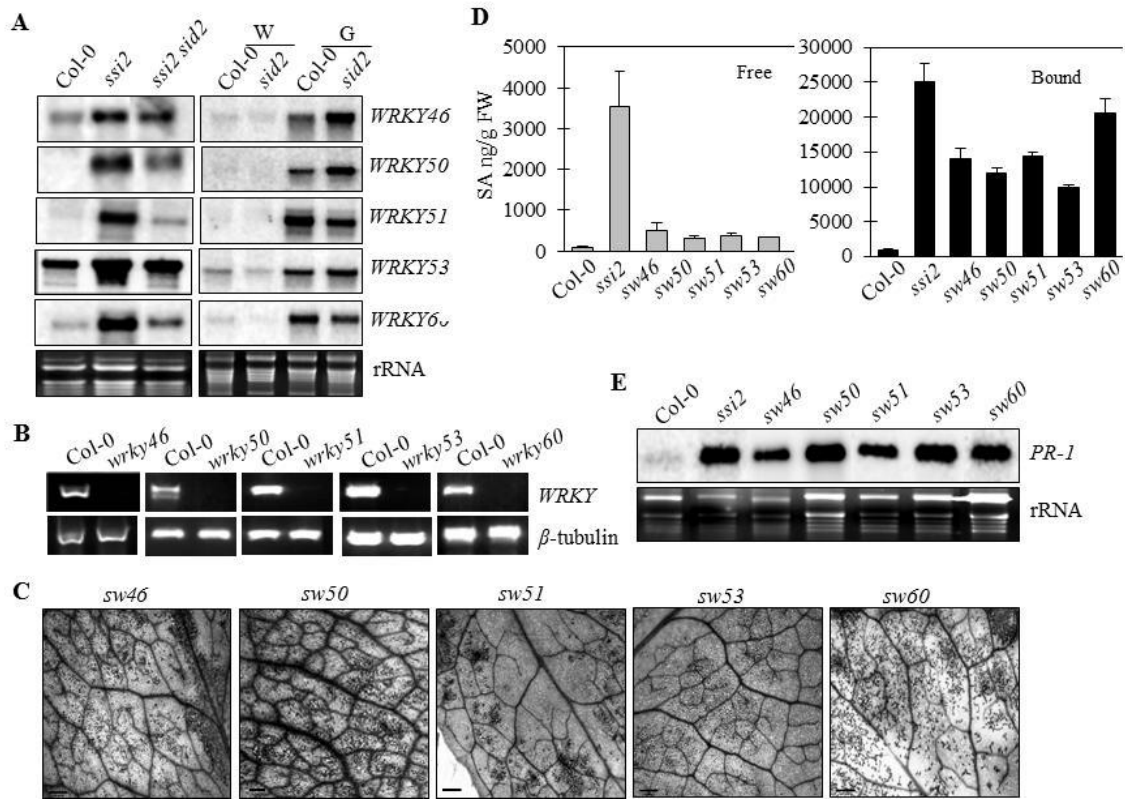 A
Col-0
ssi2
ssi2 sid2
W
G
Col-0
sid2
Col-0
sid2
WRKY46
WRKY50
WRKY51
WRKY53
rRNA
B
Col-0
wrky46
Col-0
wrky50
Col-0
wrky51
Col-0
wrky53
Col-0
wrky60
WRKY
β-tubulin
C
sw46
sw50
sw51
sw53
sw60
D
SA ng/g FW
5000
4000
3000
2000
1000
0
Free
Col-0
ssi2
sw46
sw50
sw51
sw53
sw60
30000
25000
20000
15000
10000
5000
0
Bound
Col-0
ssi2
sw46
sw50
sw51
sw53
sw60
E
Col-0
ssi2
sw46
sw50
sw51
sw53
sw60
PR-1
rRNA